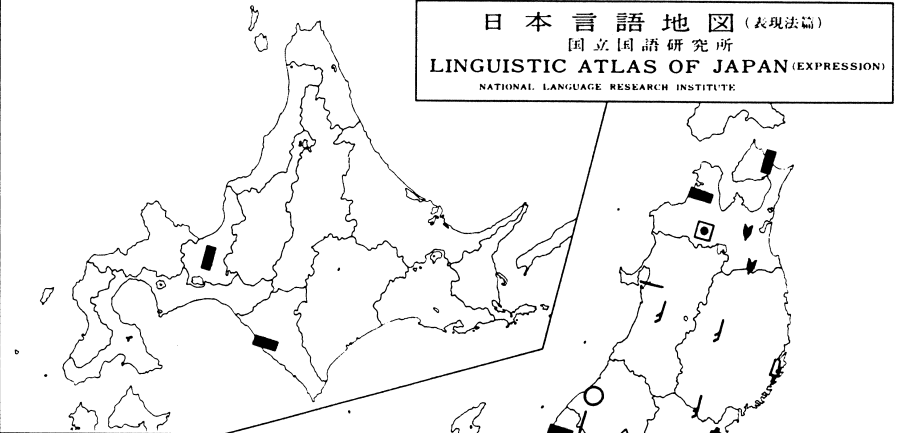 日本言語地図(表現法篇)
国立国語研究所
LINGUISTIC ATLAS OF JAPAN (EXPRESSION)
NATIONAL LANGUAGE RESEARCH INSTITUTE